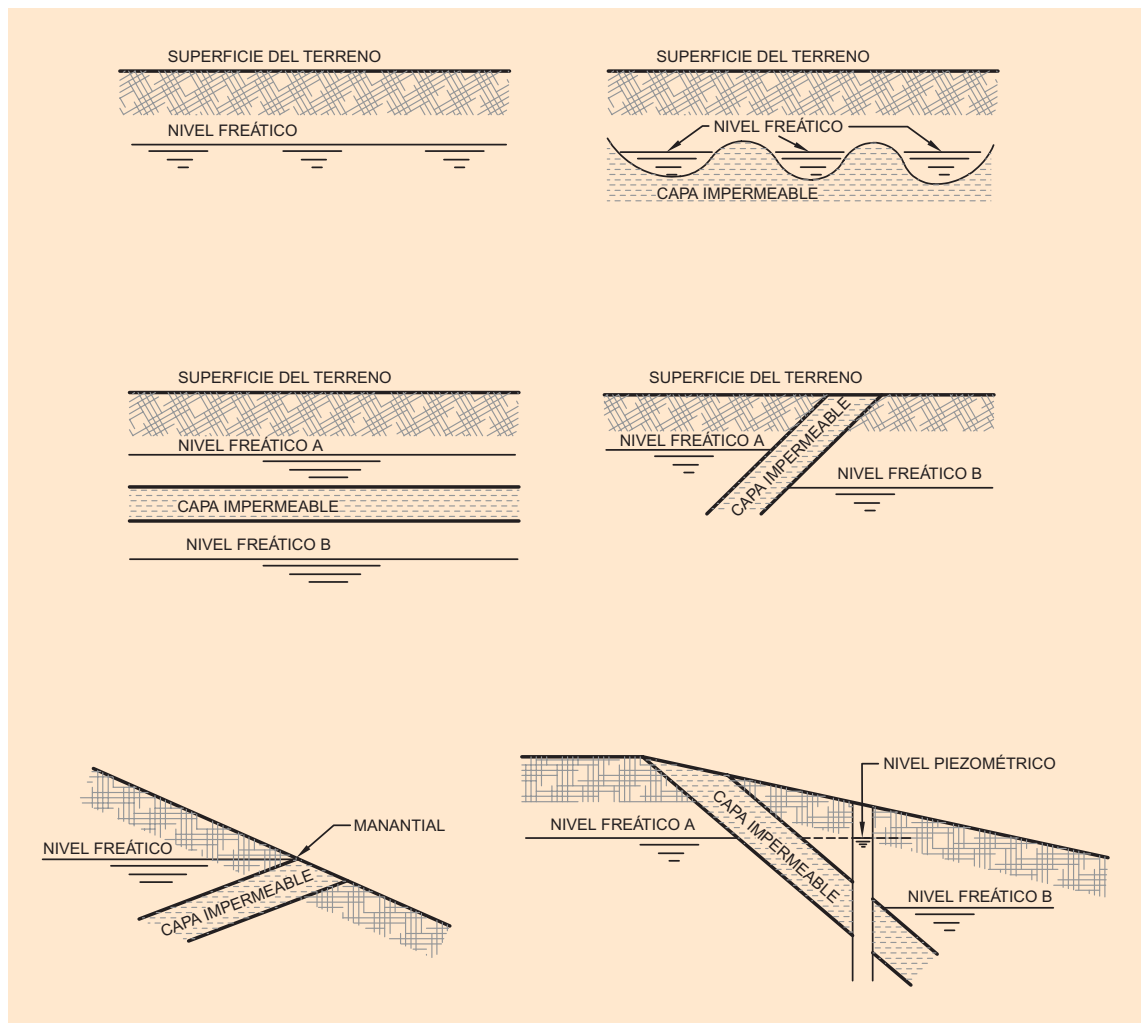 SUPERFICIE DEL TERRENO
NIVEL FREÁTICO
SUPERFICIE DEL TERRENO
NIVEL FREÁTICO
CAPA IMPERMEABLE
SUPERFICIE DEL TERRENO
NIVEL FREÁTICO A
CAPA IMPERMEABLE
NIVEL FREÁTICO B
SUPERFICIE DEL TERRENO
NIVEL FREÁTICO A
CAPA IMPERMEABLE
NIVEL FREÁTICO B
MANANTIAL
NIVEL FREÁTICO
CAPA IMPERMEABLE
NIVEL PIEZOMÉTRICO
NIVEL FREÁTICO A
CAPA IMPERMEABLE
NIVEL FREÁTICO B